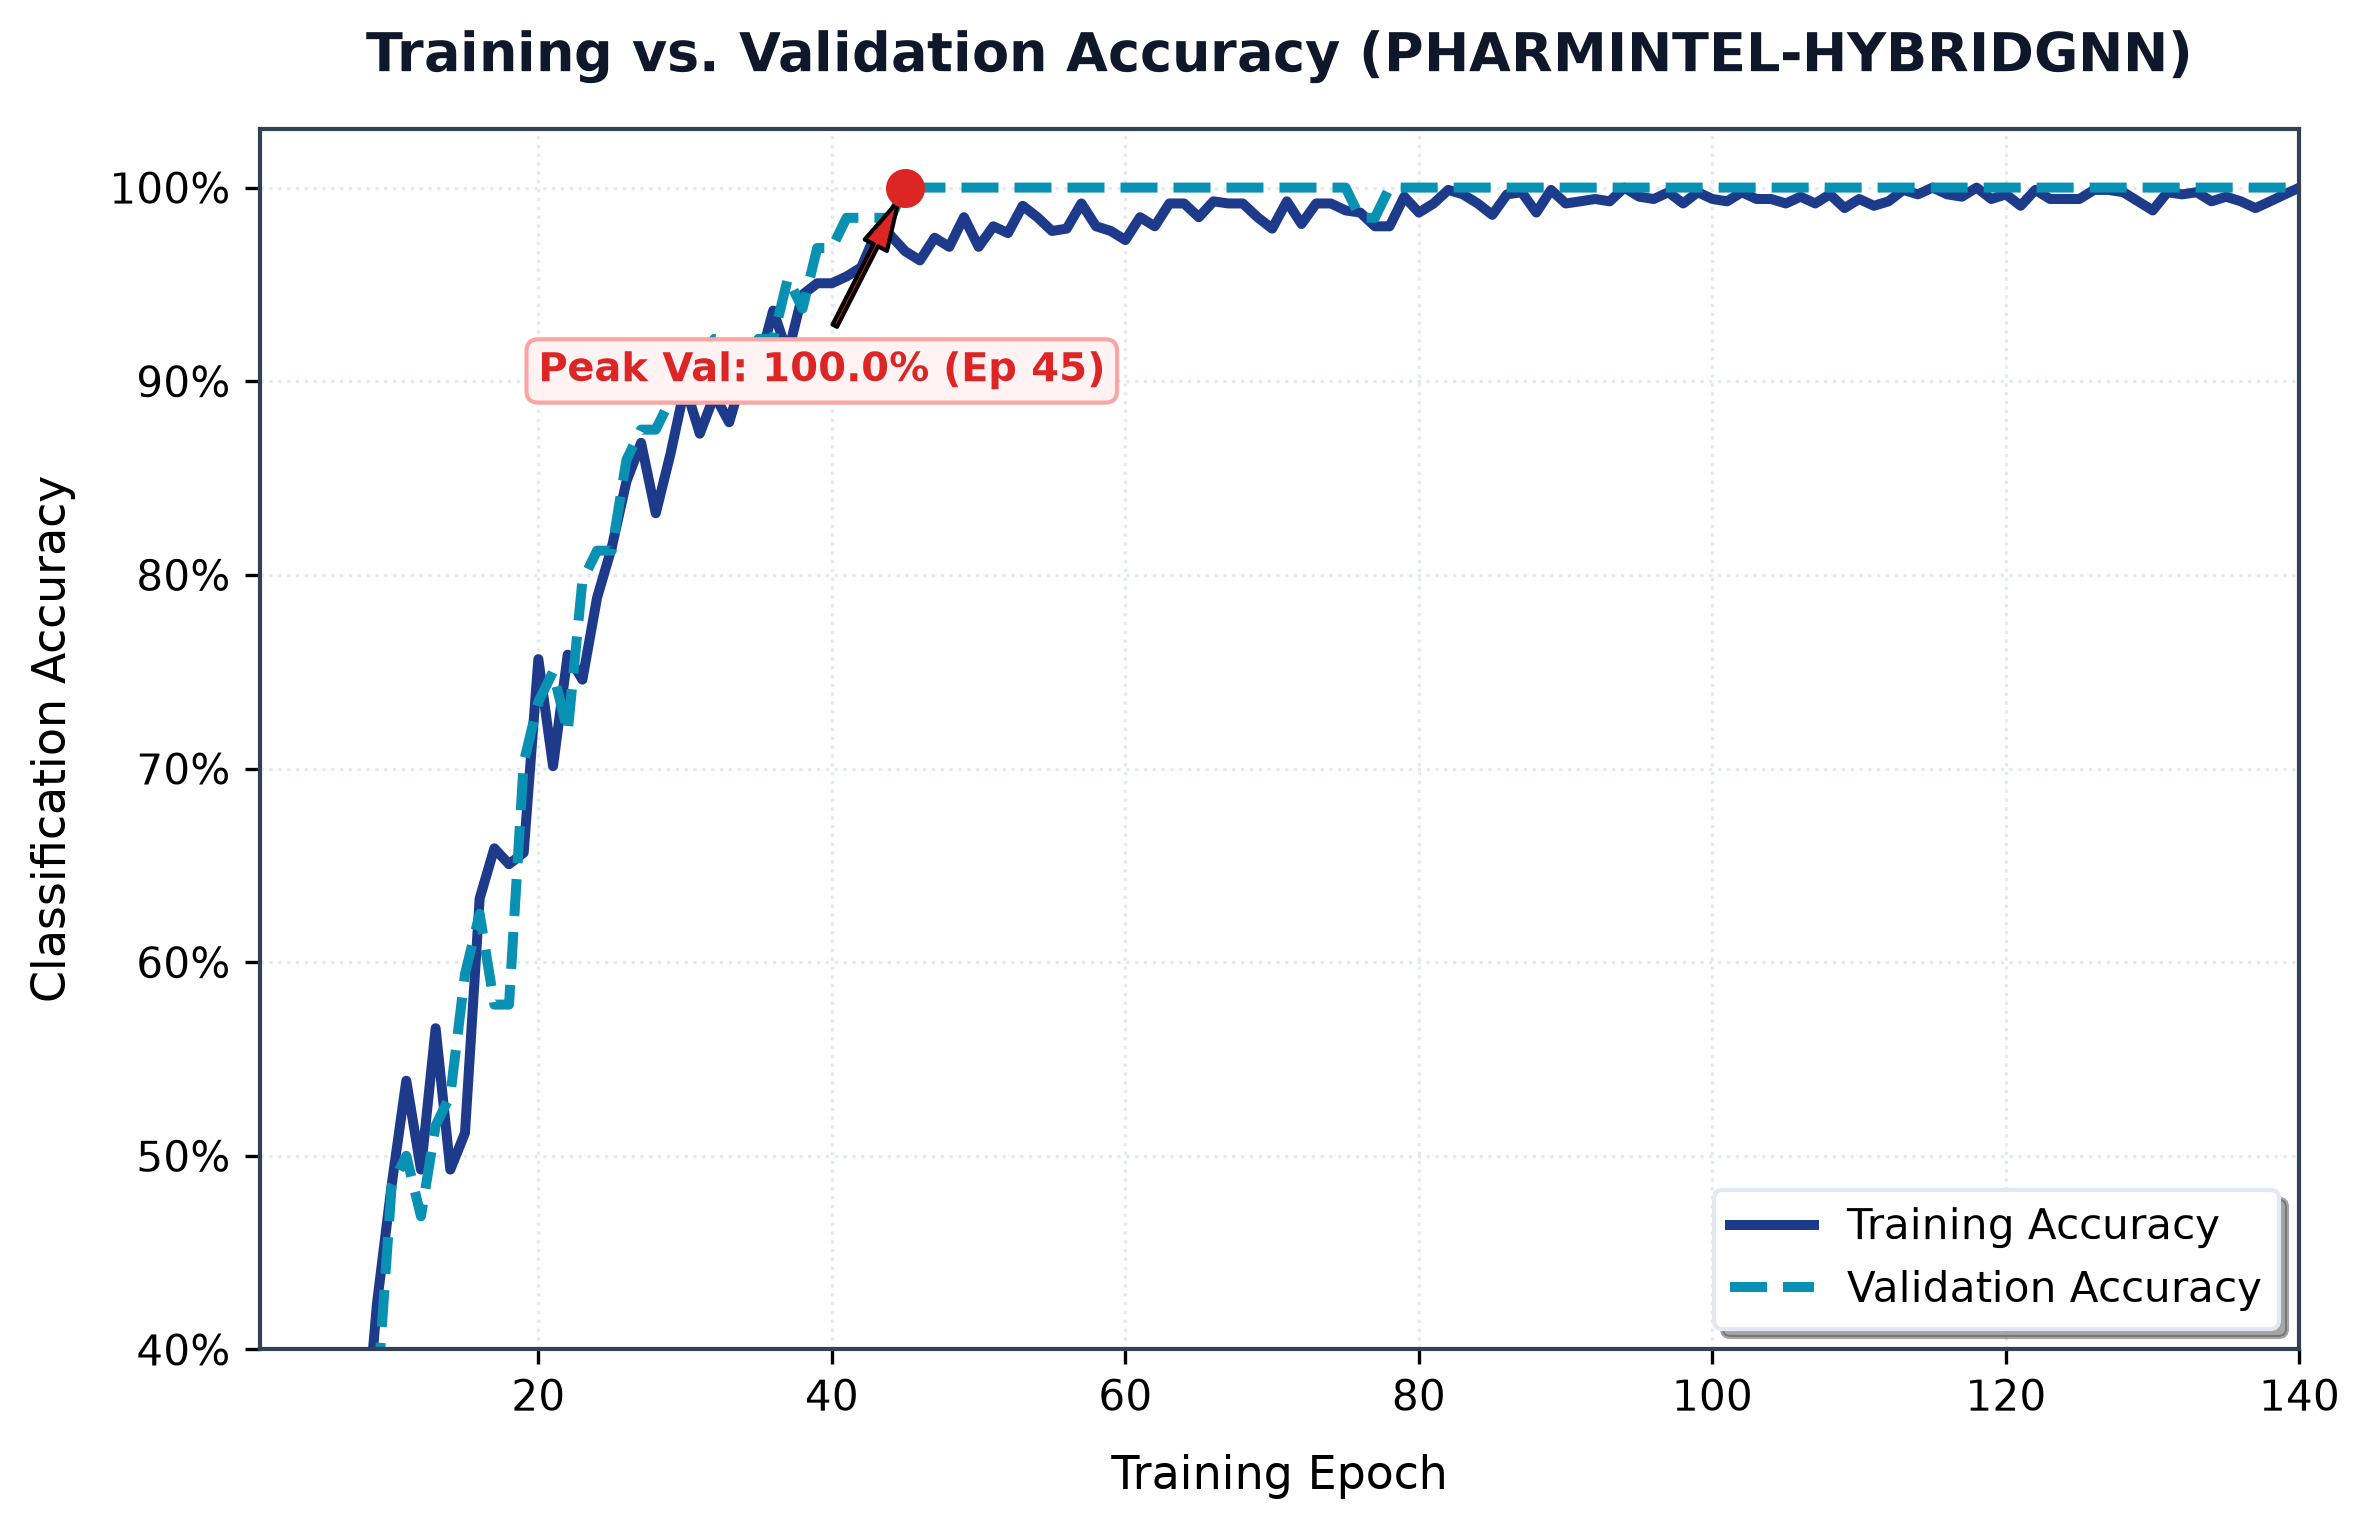 Training vs. Validation Accuracy (PHARMINTEL-HYBRIDGNN)
Classification Accuracy
100%
90%
80%
70%
60%
50%
40%
Peak Val: 100.0% (Ep 45)
Training Accuracy
Validation Accuracy
20 40 60 80 100 120 140
Training Epoch